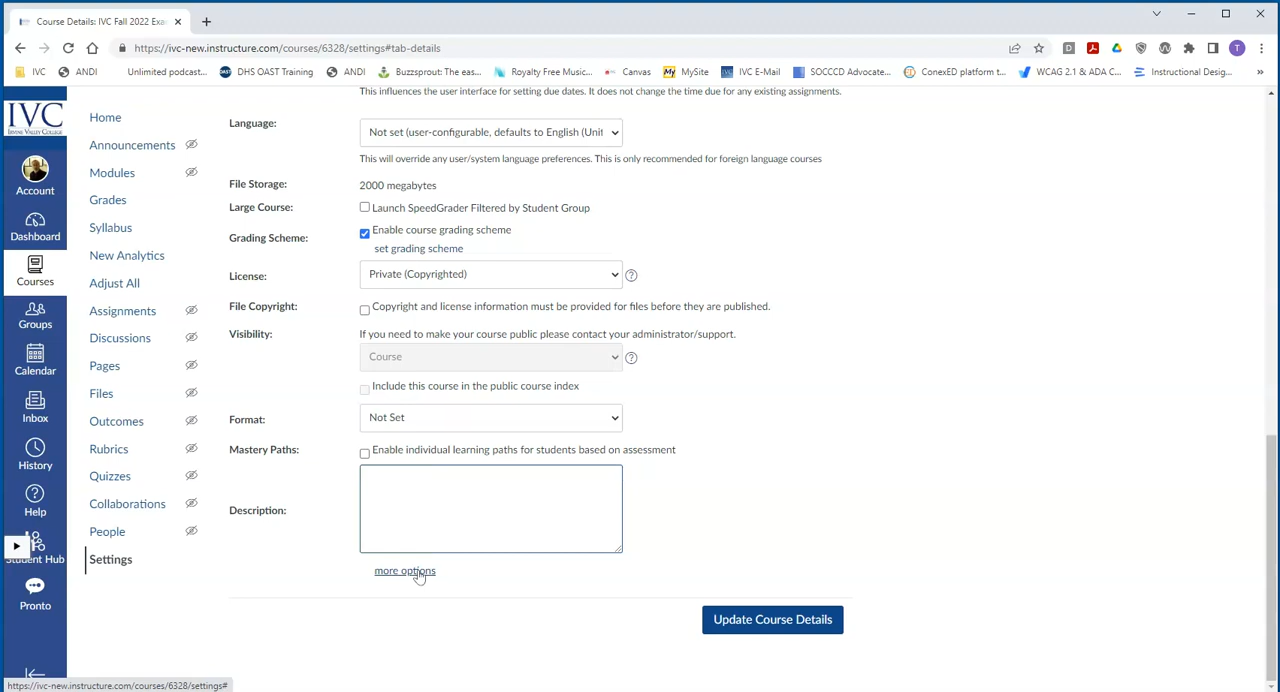 Course Details: IVC Fall 2022 Exa
https://ivc-new.instructure.com/courses/6328/settings#tab-details
T
IVC
ANDI
Unlimited podcast...
DHS OAST Training
ANDI
Buzzsprout: The eas...
Royalty Free Music...
Canvas
MySite
IVC E-Mail
SOCCCD Advocate...
ConexED platform t...
WCAG 2.1 & ADA C...
Instructional Desig...
»
This influences the user interface for setting due dates. It does not change the time due for any existing assignments.
IVC
IRVINE VALLEY COLLEGE
Account
Dashboard
Courses
Groups
Calendar
Inbox
History
Help
Student Hub
Pronto
Home
Announcements
Modules
Grades
Syllabus
New Analytics
Adjust All
Assignments
Discussions
Pages
Files
Outcomes
Rubrics
Quizzes
Collaborations
People
Settings
Language:
Not set (user-configurable, defaults to English (Unit
This will override any user/system language preferences. This is only recommended for foreign language courses
File Storage:
2000 megabytes
Large Course:
Launch SpeedGrader Filtered by Student Group
Grading Scheme:
Enable course grading scheme
set grading scheme
License:
Private (Copyrighted)
File Copyright:
Copyright and license information must be provided for files before they are published.
Visibility:
If you need to make your course public please contact your administrator/support.
Course
Include this course in the public course index
Format:
Not Set
Mastery Paths:
Enable individual learning paths for students based on assessment
Description:
more options
Update Course Details
https://ivc-new.instructure.com/courses/6328/settings#